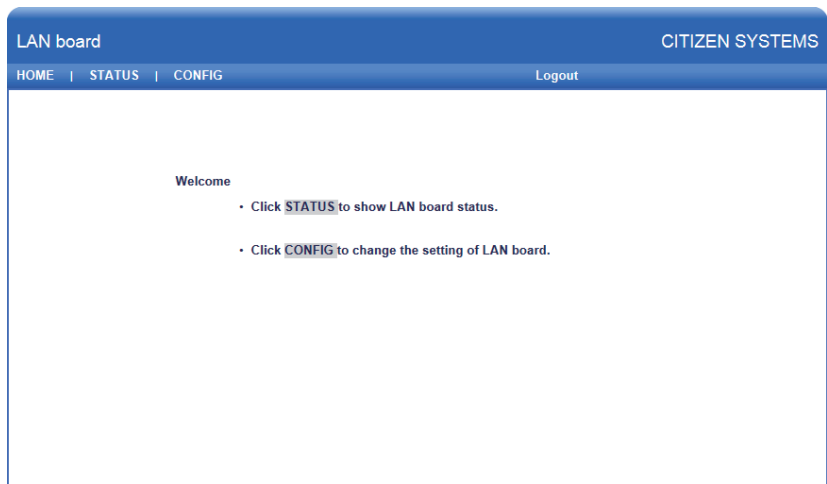 LAN board CITIZEN SYSTEMS
HOME | STATUS | CONFIG Logout
Welcome
• Click STATUS to show LAN board status.
• Click CONFIG to change the setting of LAN board.